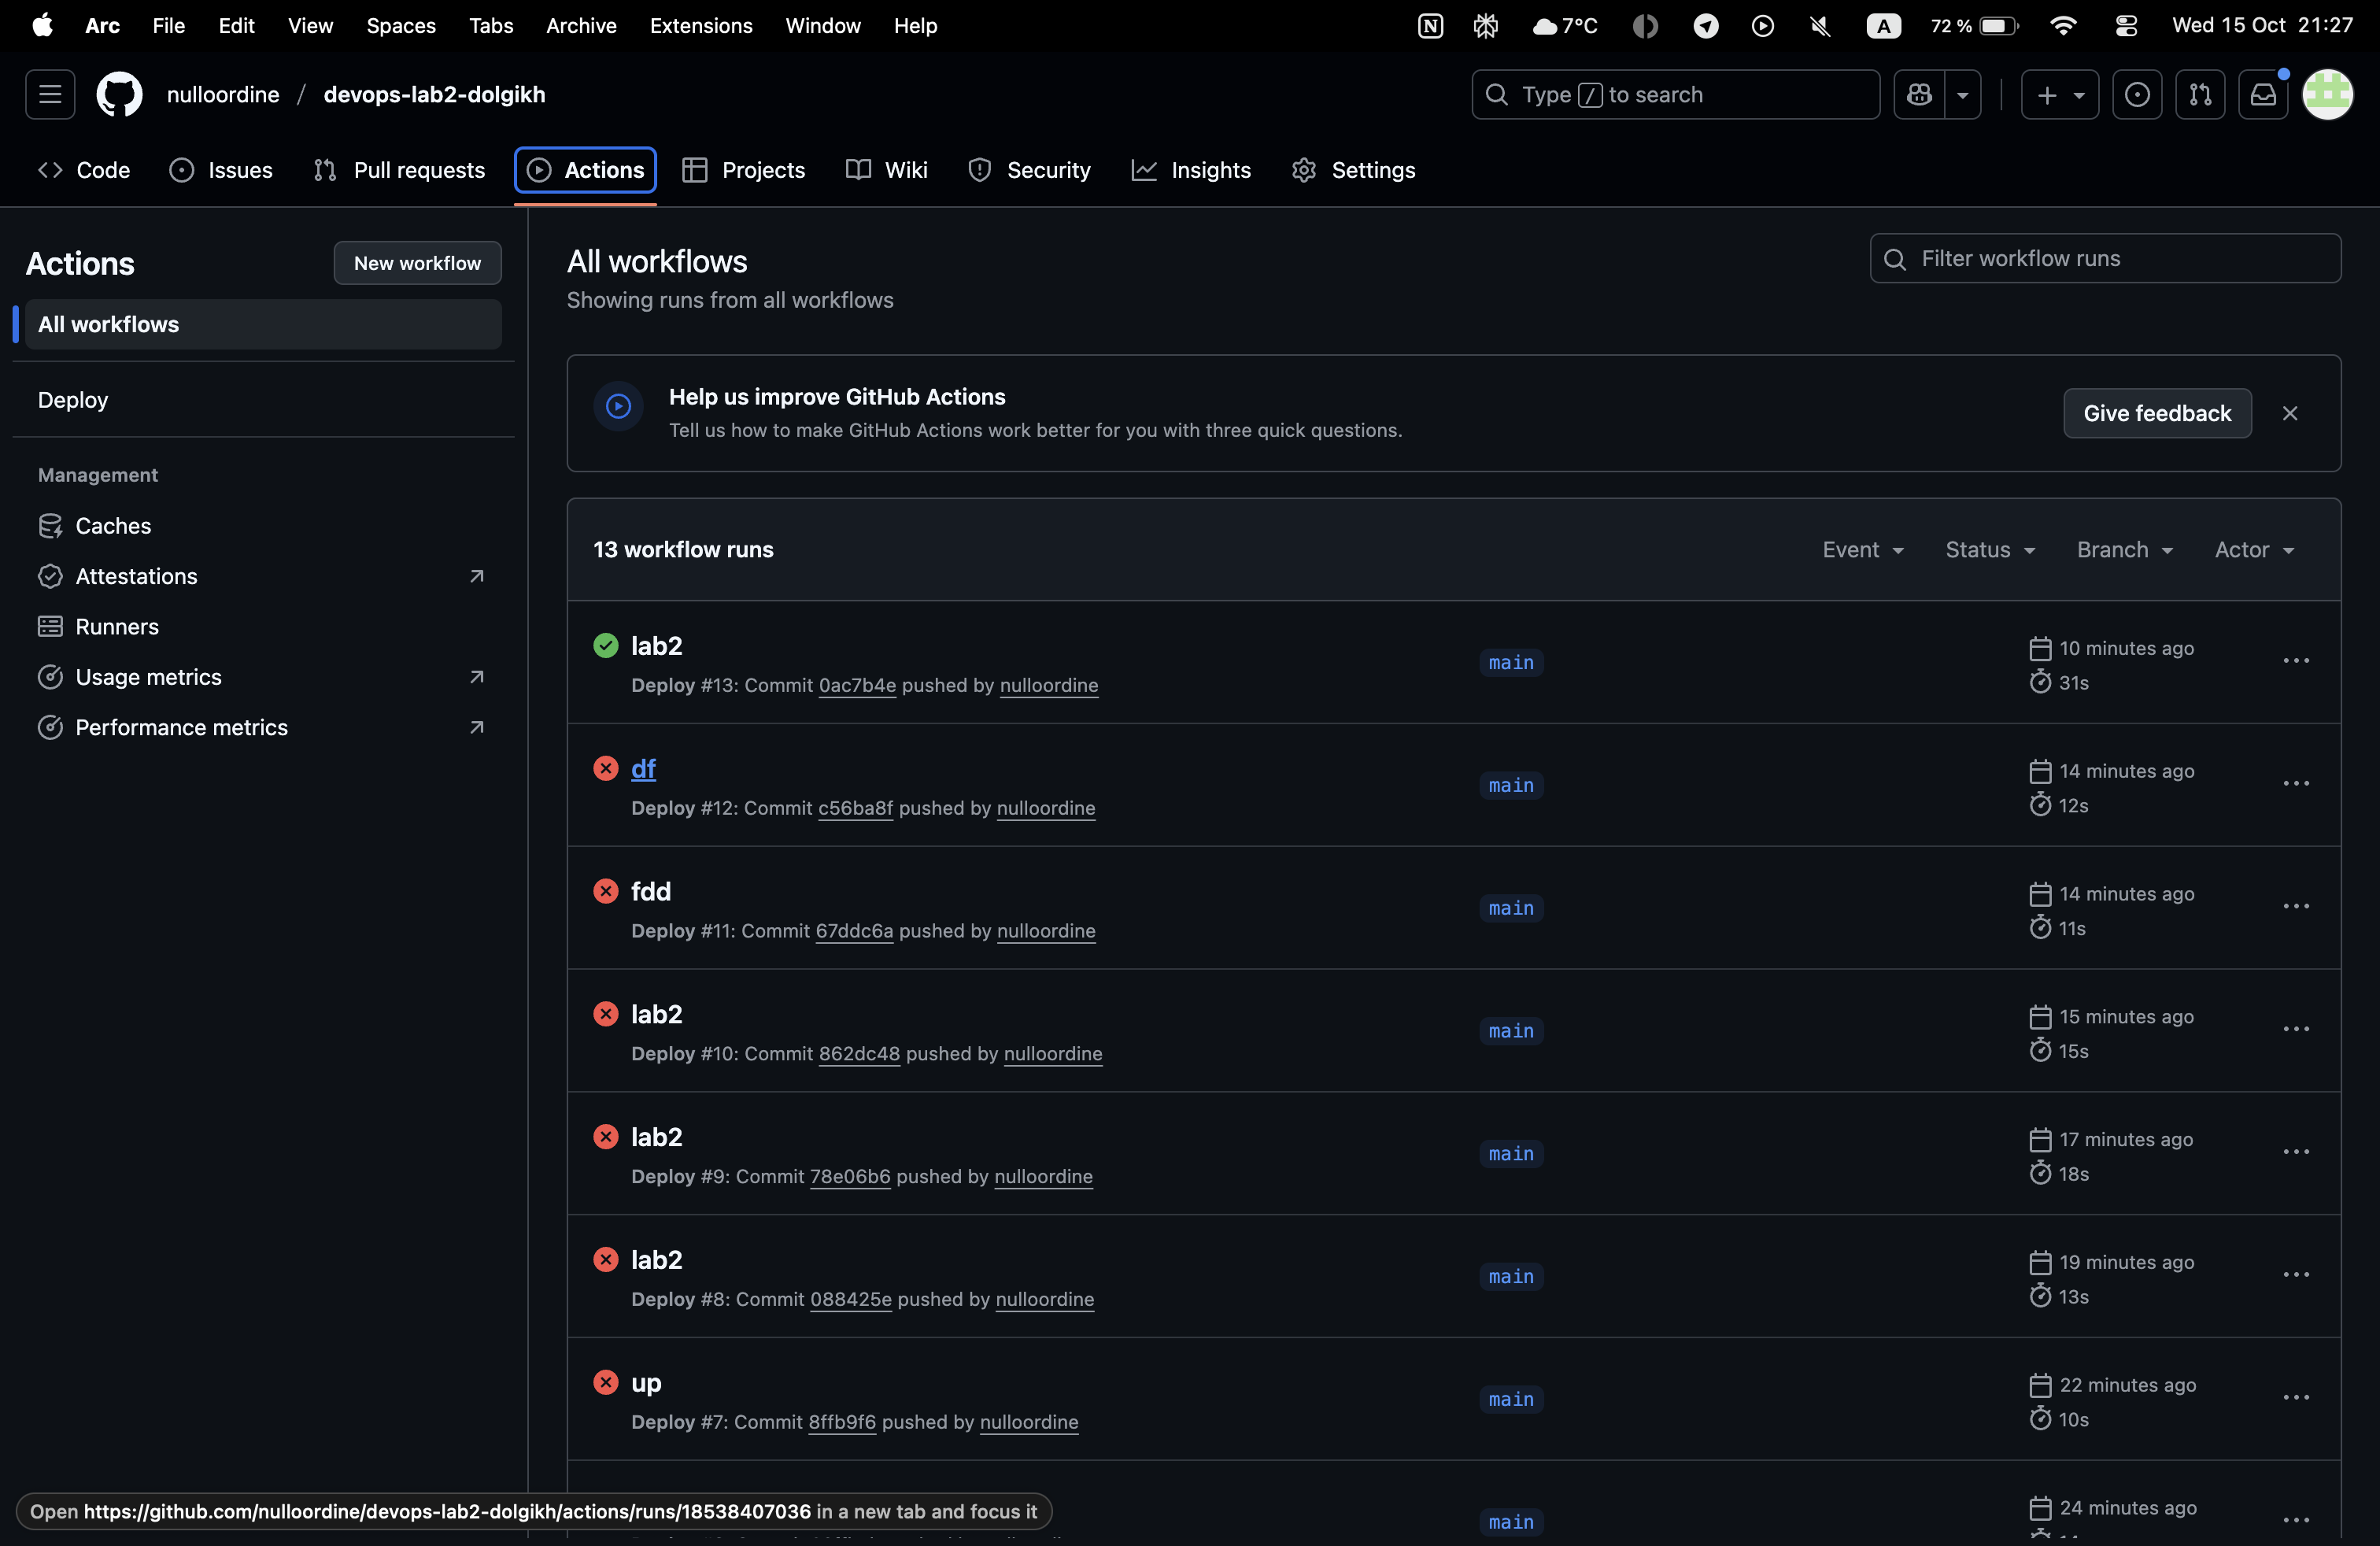 Arc File Edit View Spaces Tabs Archive Extensions Window Help 7°C A 72 % Wed 15 Oct 21:27
nulloordine / devops-lab2-dolgikh Type / to search
Code Issues Pull requests Actions Projects Wiki Security Insights Settings
Actions New workflow
All workflows
Deploy
Management
Caches
Attestations
Runners
Usage metrics
Performance metrics
All workflows
Filter workflow runs
Showing runs from all workflows
Help us improve GitHub Actions
Tell us how to make GitHub Actions work better for you with three quick questions.
Give feedback
13 workflow runs Event Status Branch Actor
lab2
Deploy #13: Commit 0ac7b4e pushed by nulloordine
main
10 minutes ago
31s
df
Deploy #12: Commit c56ba8f pushed by nulloordine
main
14 minutes ago
12s
fdd
Deploy #11: Commit 67ddc6a pushed by nulloordine
main
14 minutes ago
11s
lab2
Deploy #10: Commit 862dc48 pushed by nulloordine
main
15 minutes ago
15s
lab2
Deploy #9: Commit 78e06b6 pushed by nulloordine
main
17 minutes ago
18s
lab2
Deploy #8: Commit 088425e pushed by nulloordine
main
19 minutes ago
13s
up
Deploy #7: Commit 8ffb9f6 pushed by nulloordine
main
22 minutes ago
10s
main
24 minutes ago
Open https://github.com/nulloordine/devops-lab2-dolgikh/actions/runs/18538407036 in a new tab and focus it